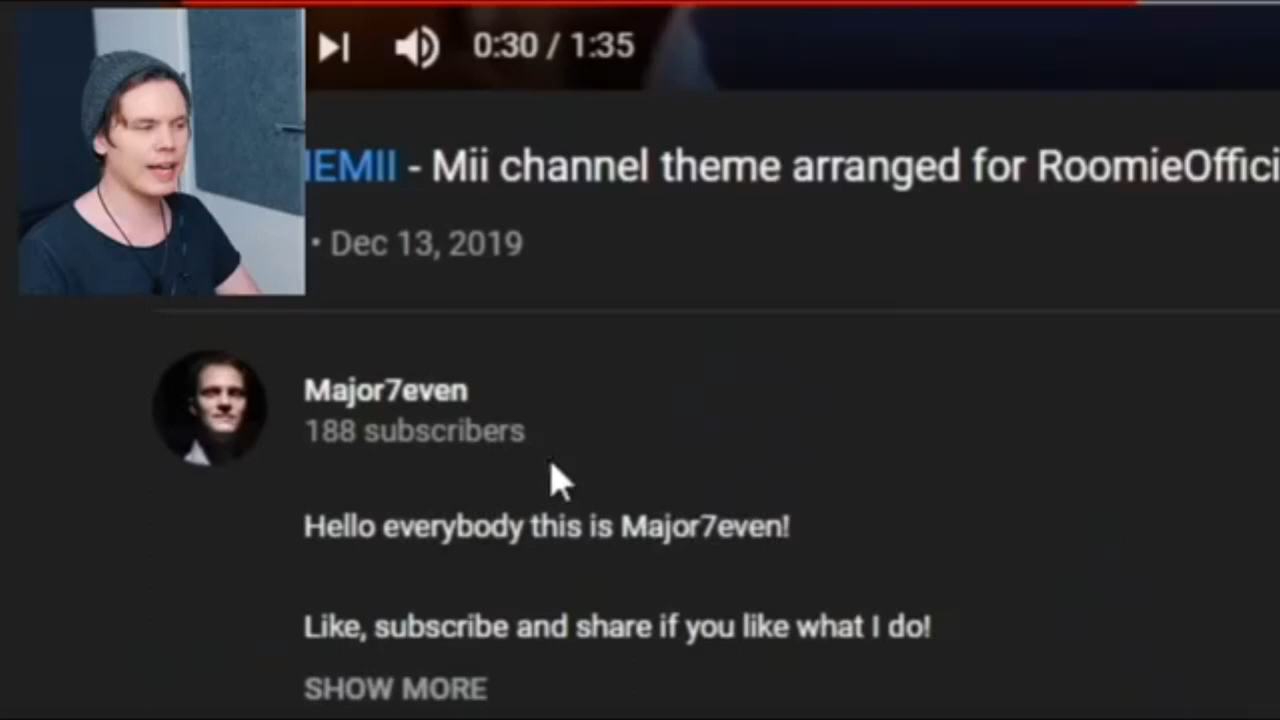 0:30 / 1:35
IEMII - Mii channel theme arranged for RoomieOffici
• Dec 13, 2019
Major7even
188 subscribers
Hello everybody this is Major7even!
Like, subscribe and share if you like what I do!
SHOW MORE